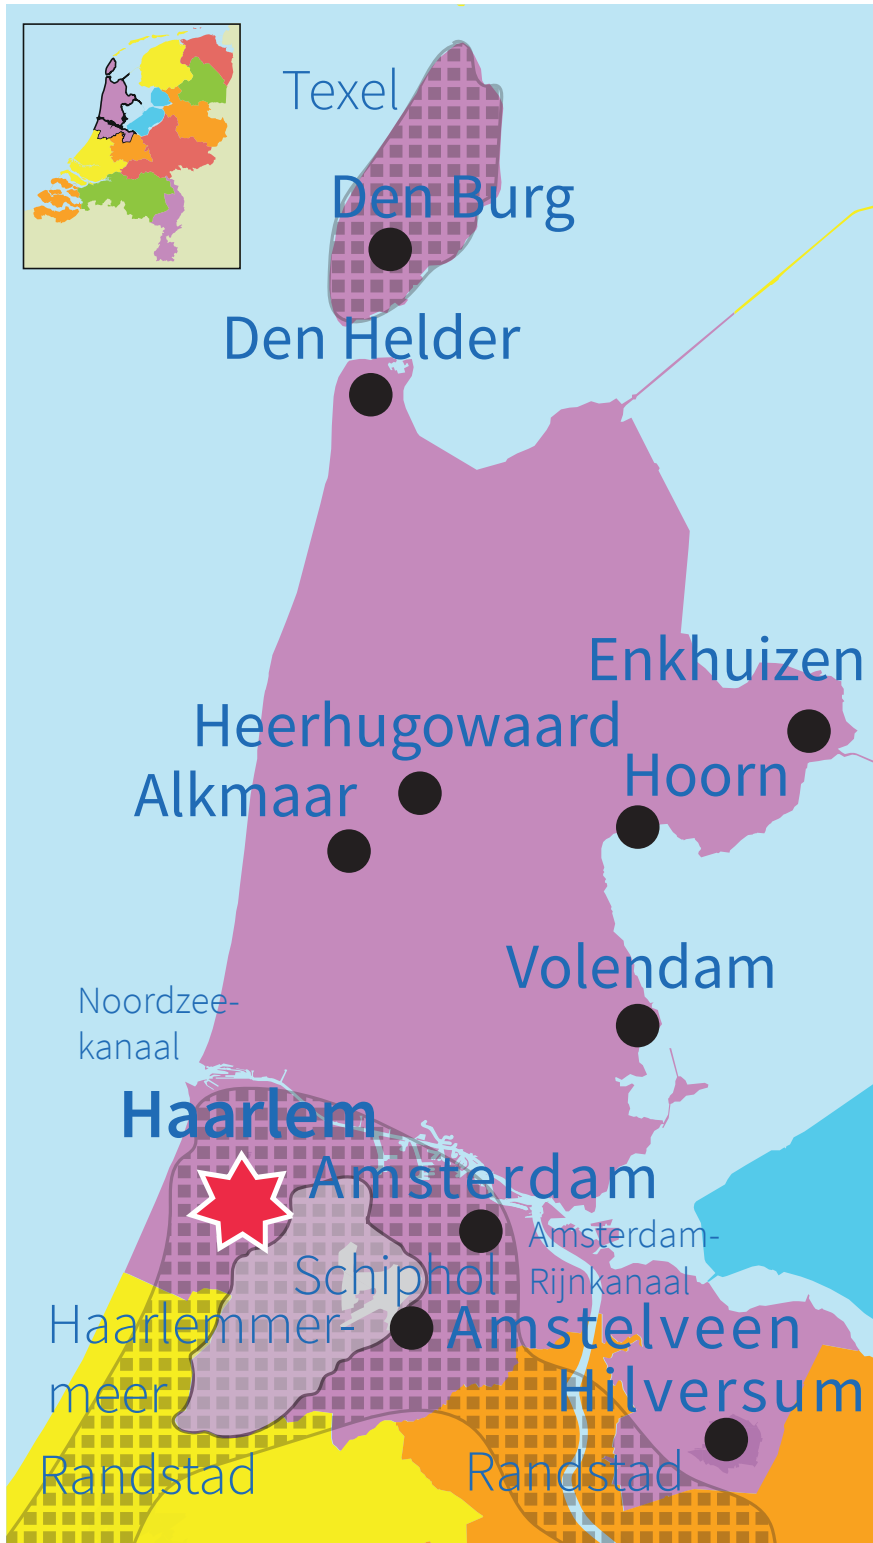 Texel
Den Burg
Den Helder
Enkhuizen
Heerhugowaard
Hoorn
Alkmaar
Volendam
Noordzee-
kanaal
Haarlem
Amsterdam
Amsterdam-
Rijnkanaal
Schiphol
Haarlemmer-
meer
Amstelveen
Hilversum
Randstad
Randstad